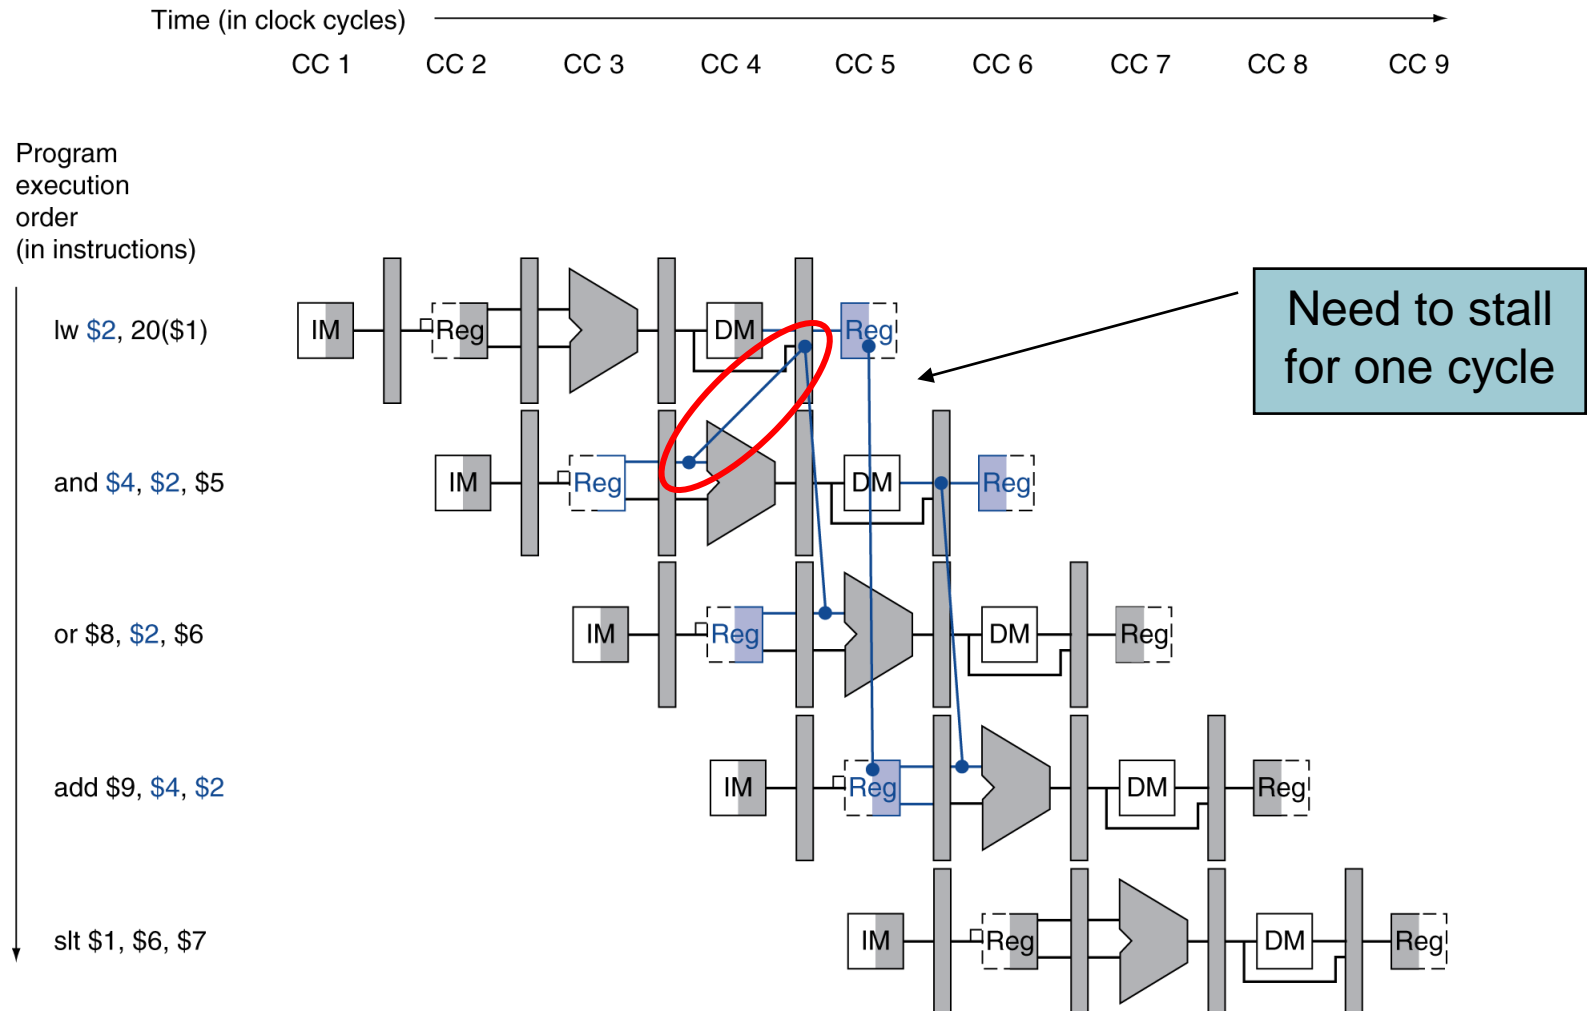 Time (in clock cycles)
CC 1 CC 2 CC 3 CC 4 CC 5 CC 6 CC 7 CC 8 CC 9
Program
execution
order
(in instructions)
Need to stall
for one cycle
lw $2, 20($1) IM Reg DM Reg
and $4, $2, $5 IM Reg DM Reg
or $8, $2, $6 IM Reg DM Reg
add $9, $4, $2 IM Reg DM Reg
slt $1, $6, $7 IM Reg DM Reg